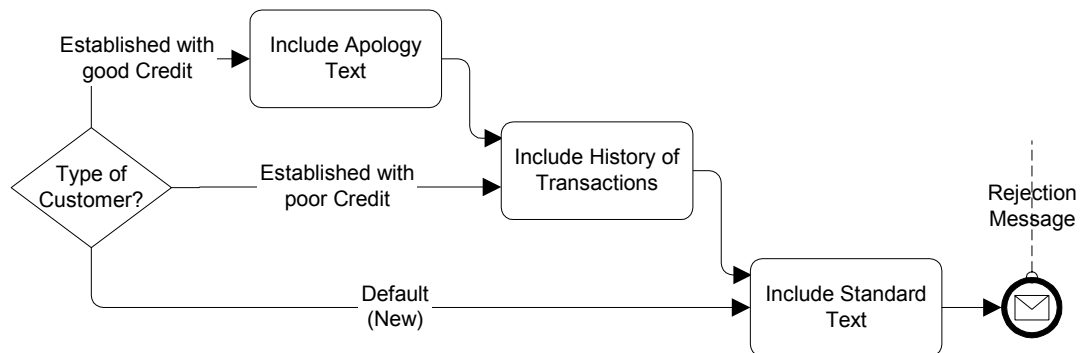 Established with
good Credit
Include Apology
Text
Type of
Customer?
Established with
poor Credit
Include History of
Transactions
Rejection
Message
Default
(New)
Include Standard
Text